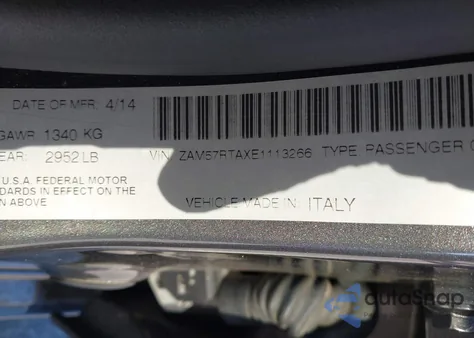 DATE OF MFR: 4/14
GAWR 1340 KG
EAR: 2952 LB
VIN: ZAM57RTAXE1113266 TYPE PASSENGER
U.S.A. FEDERAL MOTOR
NDARDS IN EFFECT ON THE
N ABOVE
VEHICLE MADE IN: ITALY
autoSnap